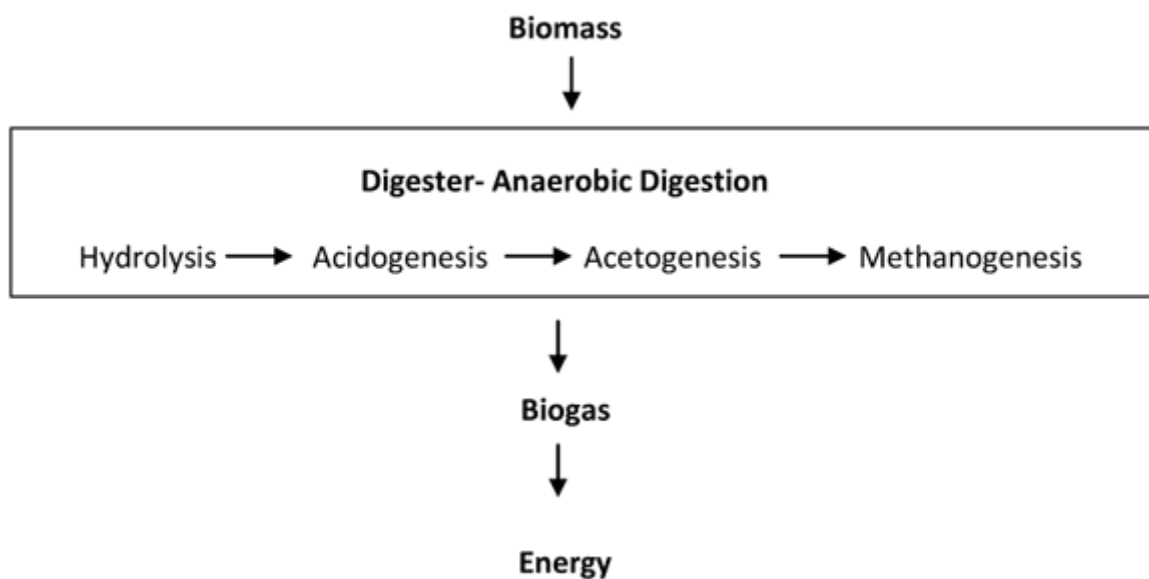 Biomass
Digester- Anaerobic Digestion
Hydrolysis Acidogenesis Acetogenesis Methanogenesis
Biogas
Energy